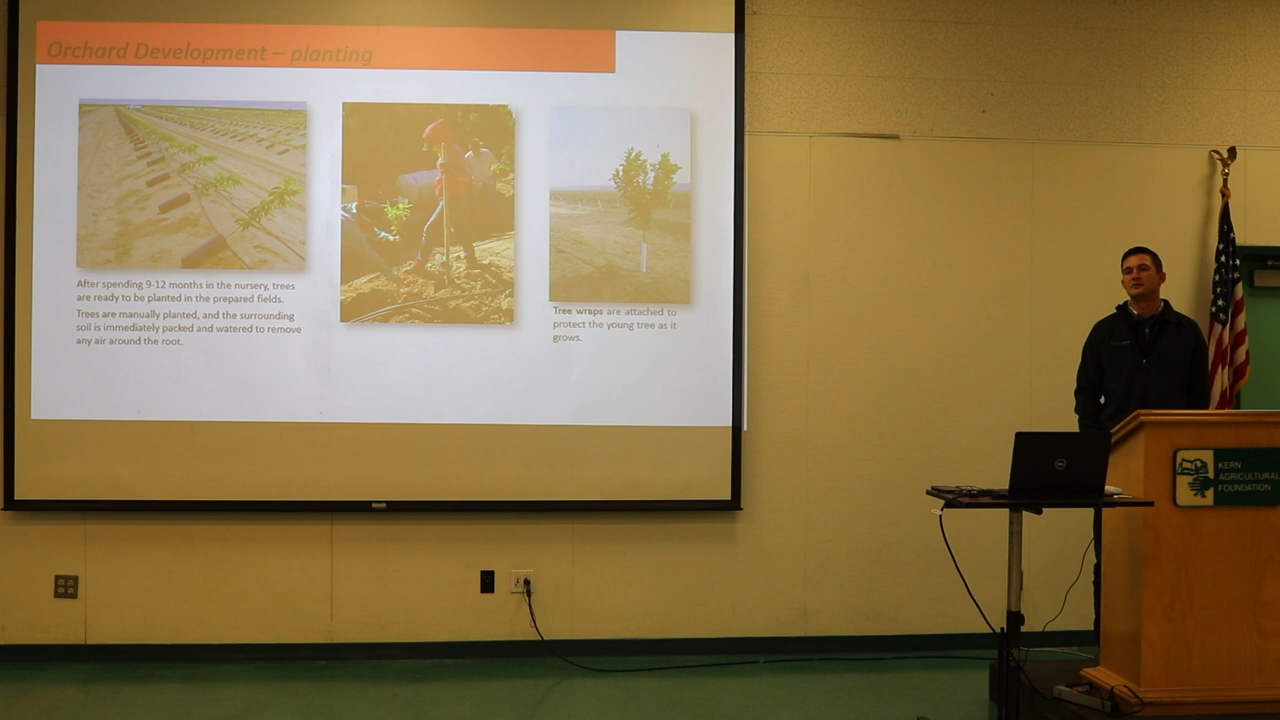 Orchard Development – planting
After spending 9-12 months in the nursery, trees
are ready to be planted in the prepared fields.
Trees are manually planted, and the surrounding
soil is immediately packed and watered to remove
any air around the root.
Tree wraps are attached to
protect the young tree as it
grows.
DELL
KERN
AGRICULTURAL
FOUNDATION